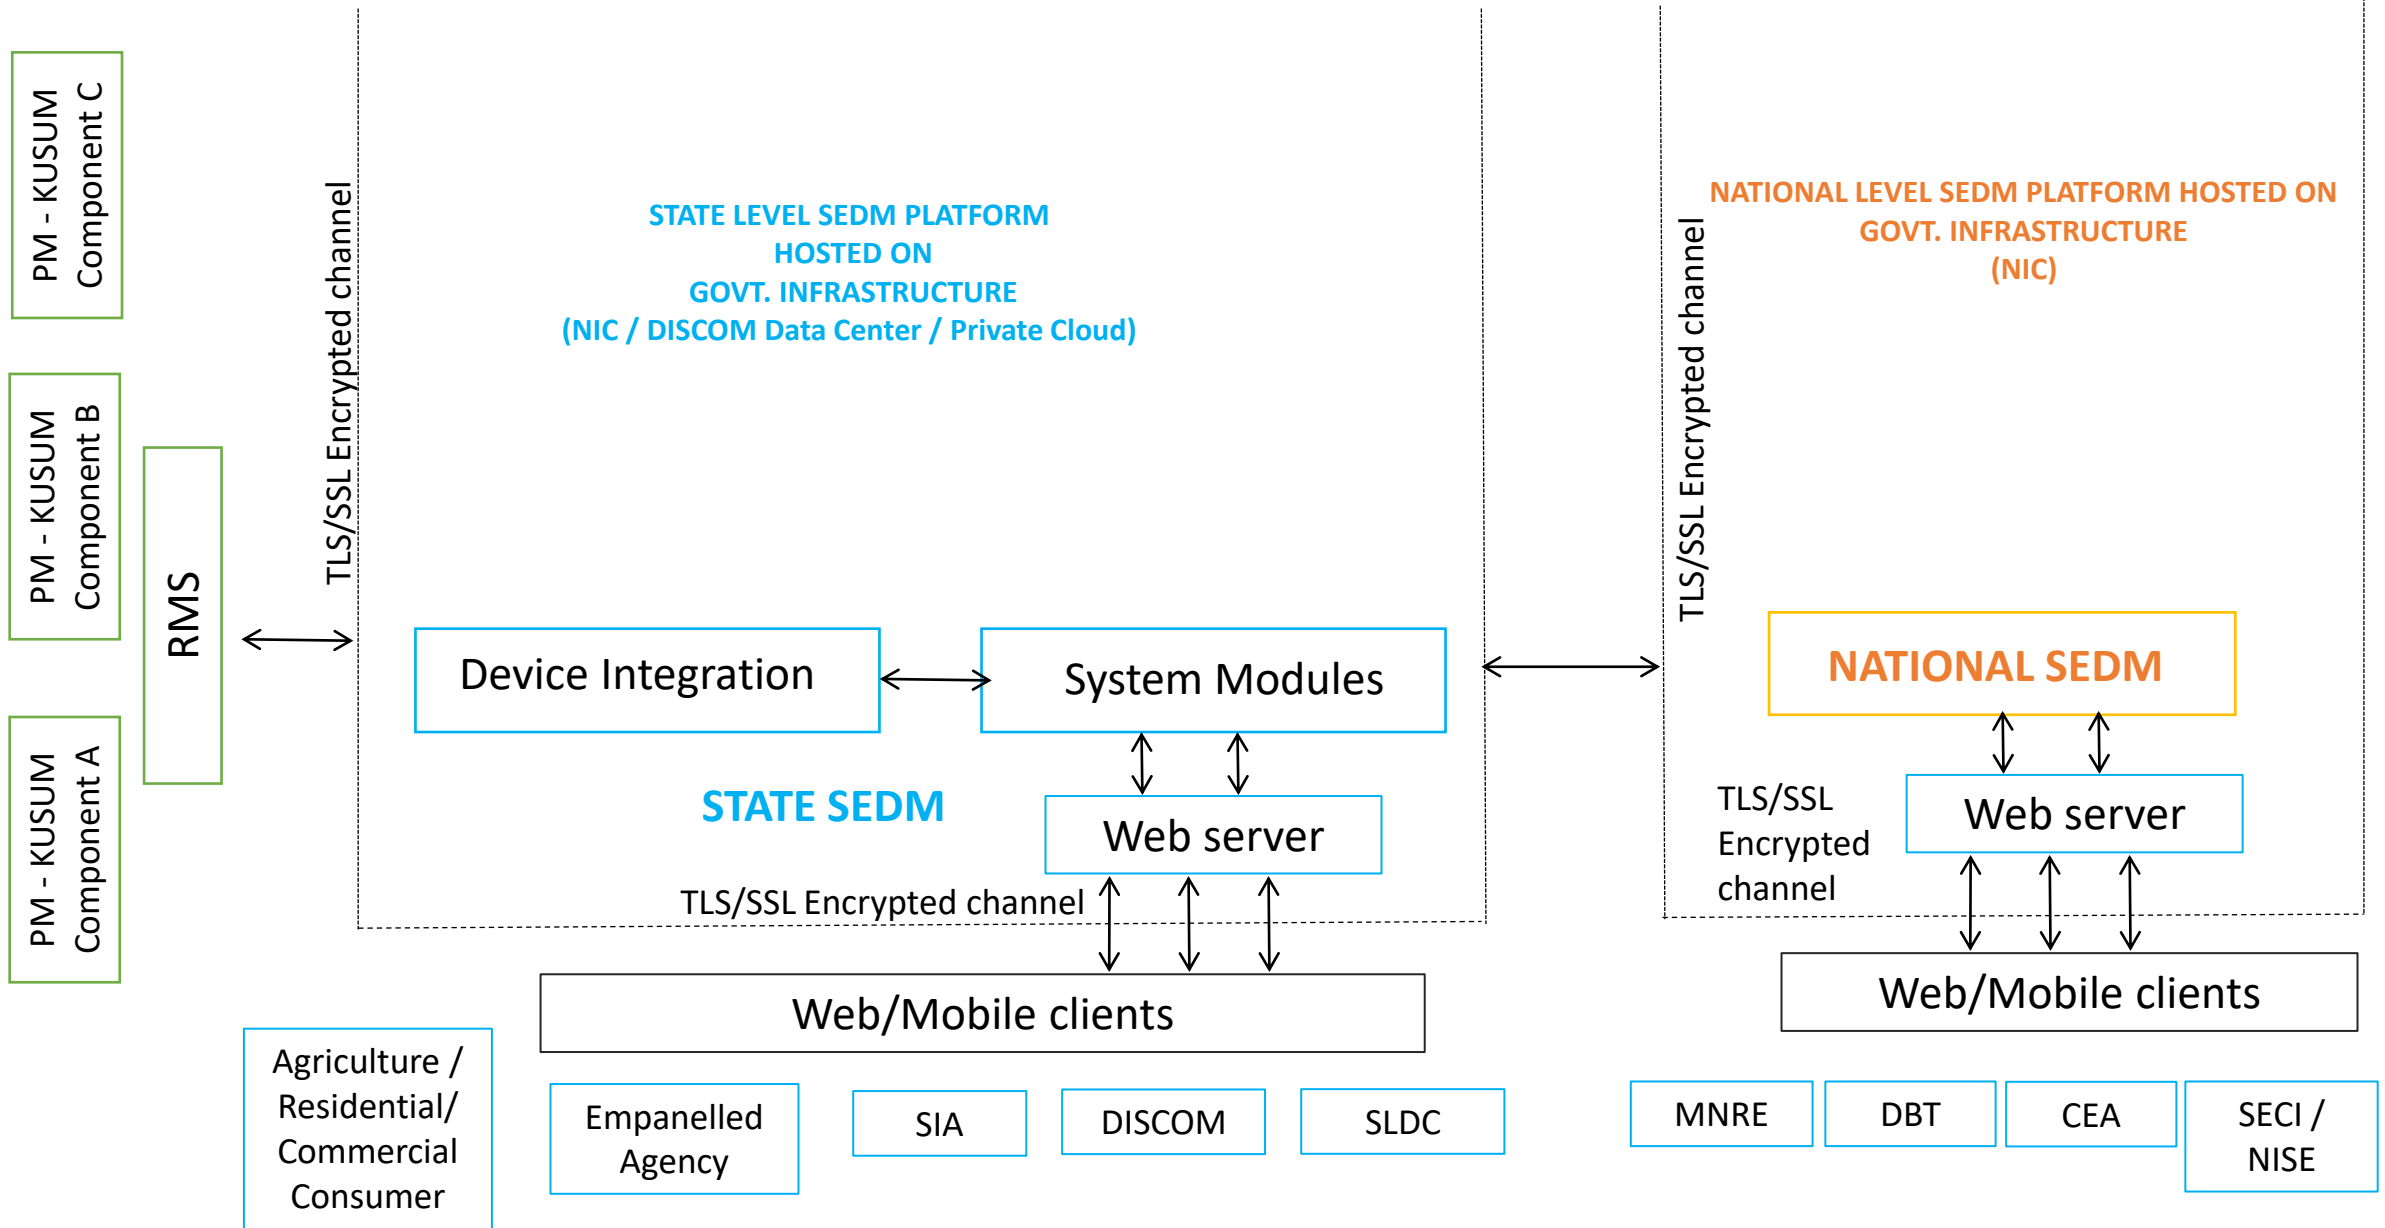 PM - KUSUM
Component C
PM - KUSUM
Component B
PM - KUSUM
Component A
RMS
TLS/SSL Encrypted channel
STATE LEVEL SEDM PLATFORM
HOSTED ON
GOVT. INFRASTRUCTURE
(NIC / DISCOM Data Center / Private Cloud)
Device Integration
System Modules
STATE SEDM
Web server
TLS/SSL Encrypted channel
Web/Mobile clients
Agriculture /
Residential/
Commercial
Consumer
Empanelled
Agency
SIA
DISCOM
SLDC
TLS/SSL Encrypted channel
NATIONAL LEVEL SEDM PLATFORM HOSTED ON
GOVT. INFRASTRUCTURE
(NIC)
NATIONAL SEDM
TLS/SSL
Encrypted
channel
Web server
Web/Mobile clients
MNRE
DBT
CEA
SECI /
NISE